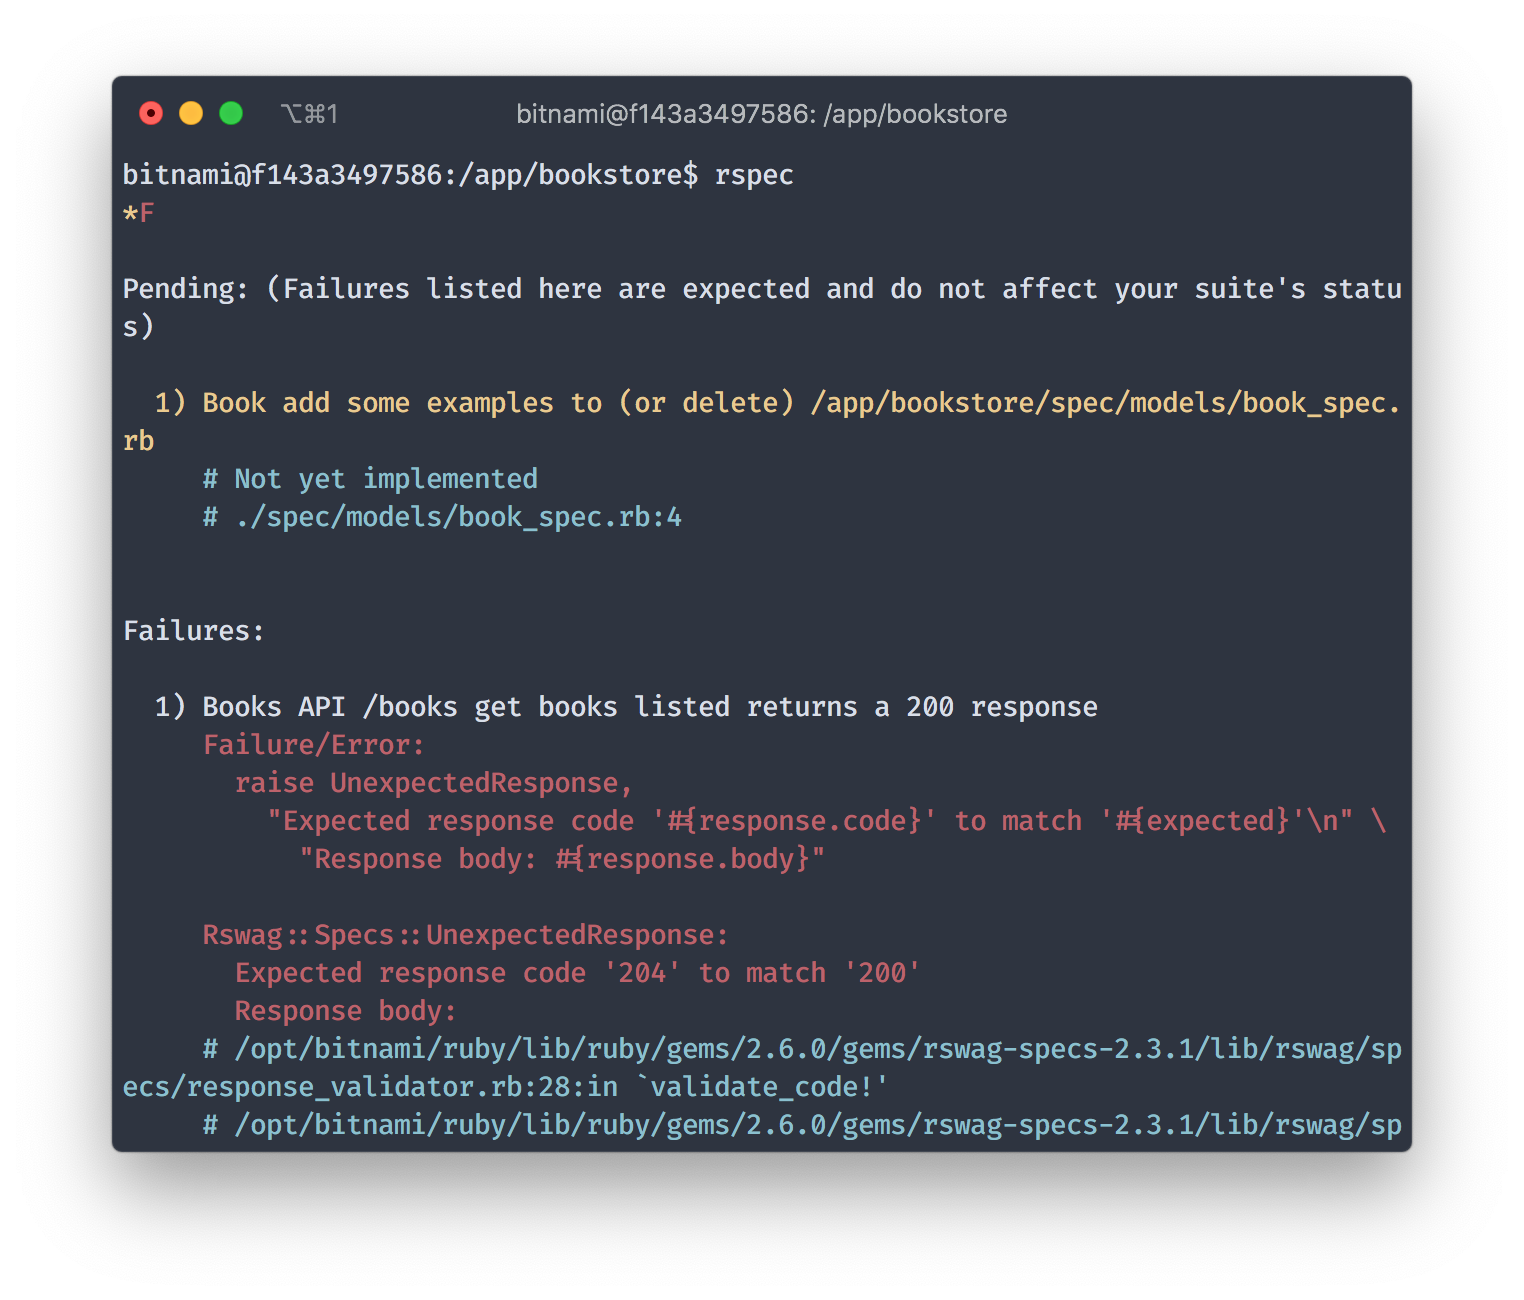 ⌥⌘1 bitnami@f143a3497586: /app/bookstore
bitnami@f143a3497586:/app/bookstore$ rspec
*F
Pending: (Failures listed here are expected and do not affect your suite's statu
s)
  1) Book add some examples to (or delete) /app/bookstore/spec/models/book_spec.
rb
     # Not yet implemented
     # ./spec/models/book_spec.rb:4
Failures:
  1) Books API /books get books listed returns a 200 response
     Failure/Error:
       raise UnexpectedResponse,
         "Expected response code '#{response.code}' to match '#{expected}'\n" \
           "Response body: #{response.body}"
     Rswag::Specs::UnexpectedResponse:
       Expected response code '204' to match '200'
       Response body:
     # /opt/bitnami/ruby/lib/ruby/gems/2.6.0/gems/rswag-specs-2.3.1/lib/rswag/sp
ecs/response_validator.rb:28:in `validate_code!'
     # /opt/bitnami/ruby/lib/ruby/gems/2.6.0/gems/rswag-specs-2.3.1/lib/rswag/sp